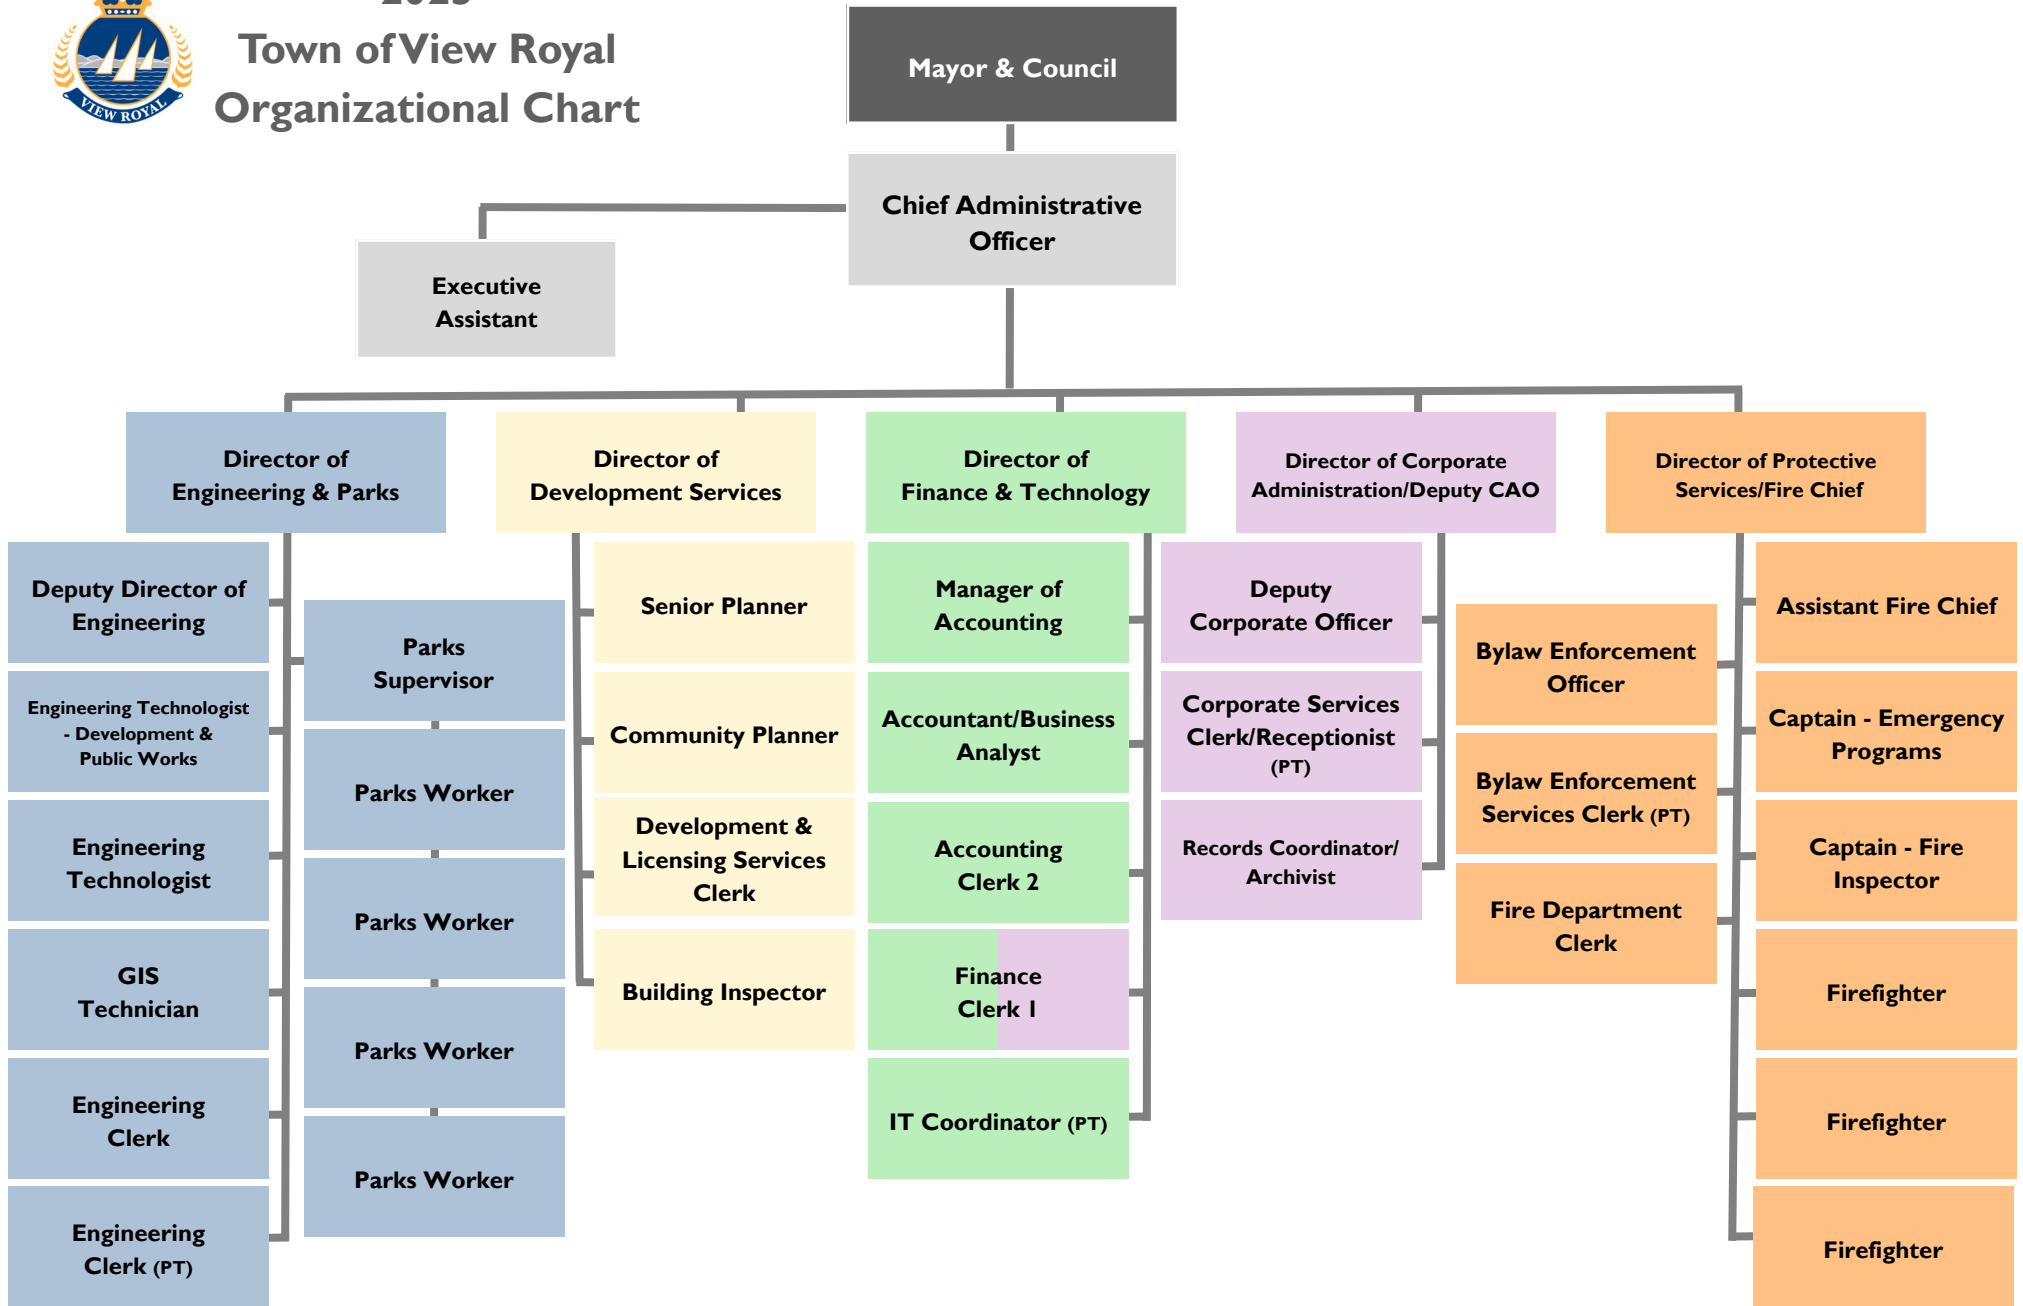 Town of View Royal
Organizational Chart
VIEW ROYAL
Mayor & Council
Chief Administrative
Officer
Executive
Assistant
Director of
Engineering & Parks
Director of
Development Services
Director of
Finance & Technology
Director of Corporate
Administration/Deputy CAO
Director of Protective
Services/Fire Chief
Deputy Director of
Engineering
Engineering Technologist
- Development &
Public Works
Engineering
Technologist
GIS
Technician
Engineering
Clerk
Engineering
Clerk (PT)
Parks
Supervisor
Parks Worker
Parks Worker
Parks Worker
Parks Worker
Senior Planner
Community Planner
Development &
Licensing Services
Clerk
Building Inspector
Manager of
Accounting
Accountant/Business
Analyst
Accounting
Clerk 2
Finance
Clerk 1
IT Coordinator (PT)
Deputy
Corporate Officer
Corporate Services
Clerk/Receptionist
(PT)
Records Coordinator/
Archivist
Bylaw Enforcement
Officer
Bylaw Enforcement
Services Clerk (PT)
Fire Department
Clerk
Assistant Fire Chief
Captain - Emergency
Programs
Captain - Fire
Inspector
Firefighter
Firefighter
Firefighter